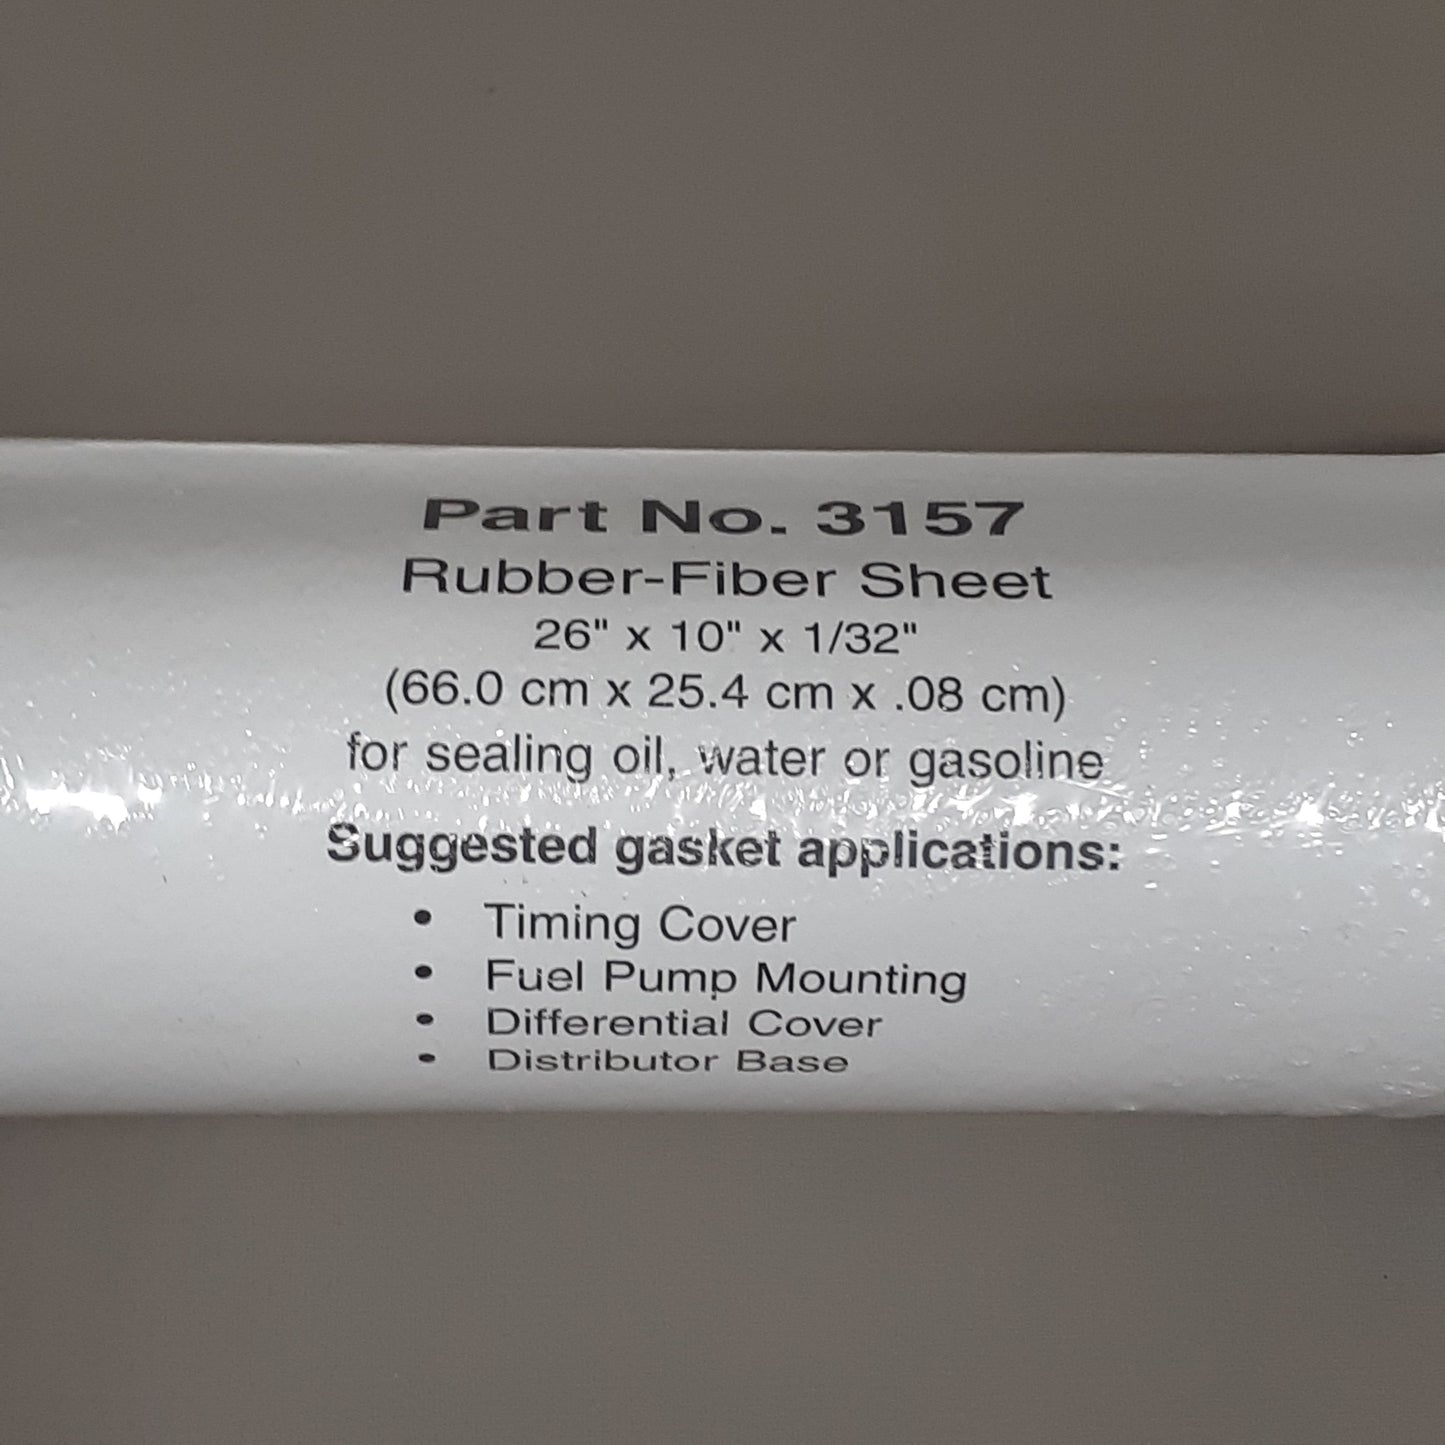 Part No. 3157
Rubber-Fiber Sheet
26" x 10" x 1/32"
(66.0 cm x 25.4 cm x .08 cm)
for sealing oil, water or gasoline
Suggested gasket applications:
• Timing Cover
• Fuel Pump Mounting
• Differential Cover
• Distributor Base